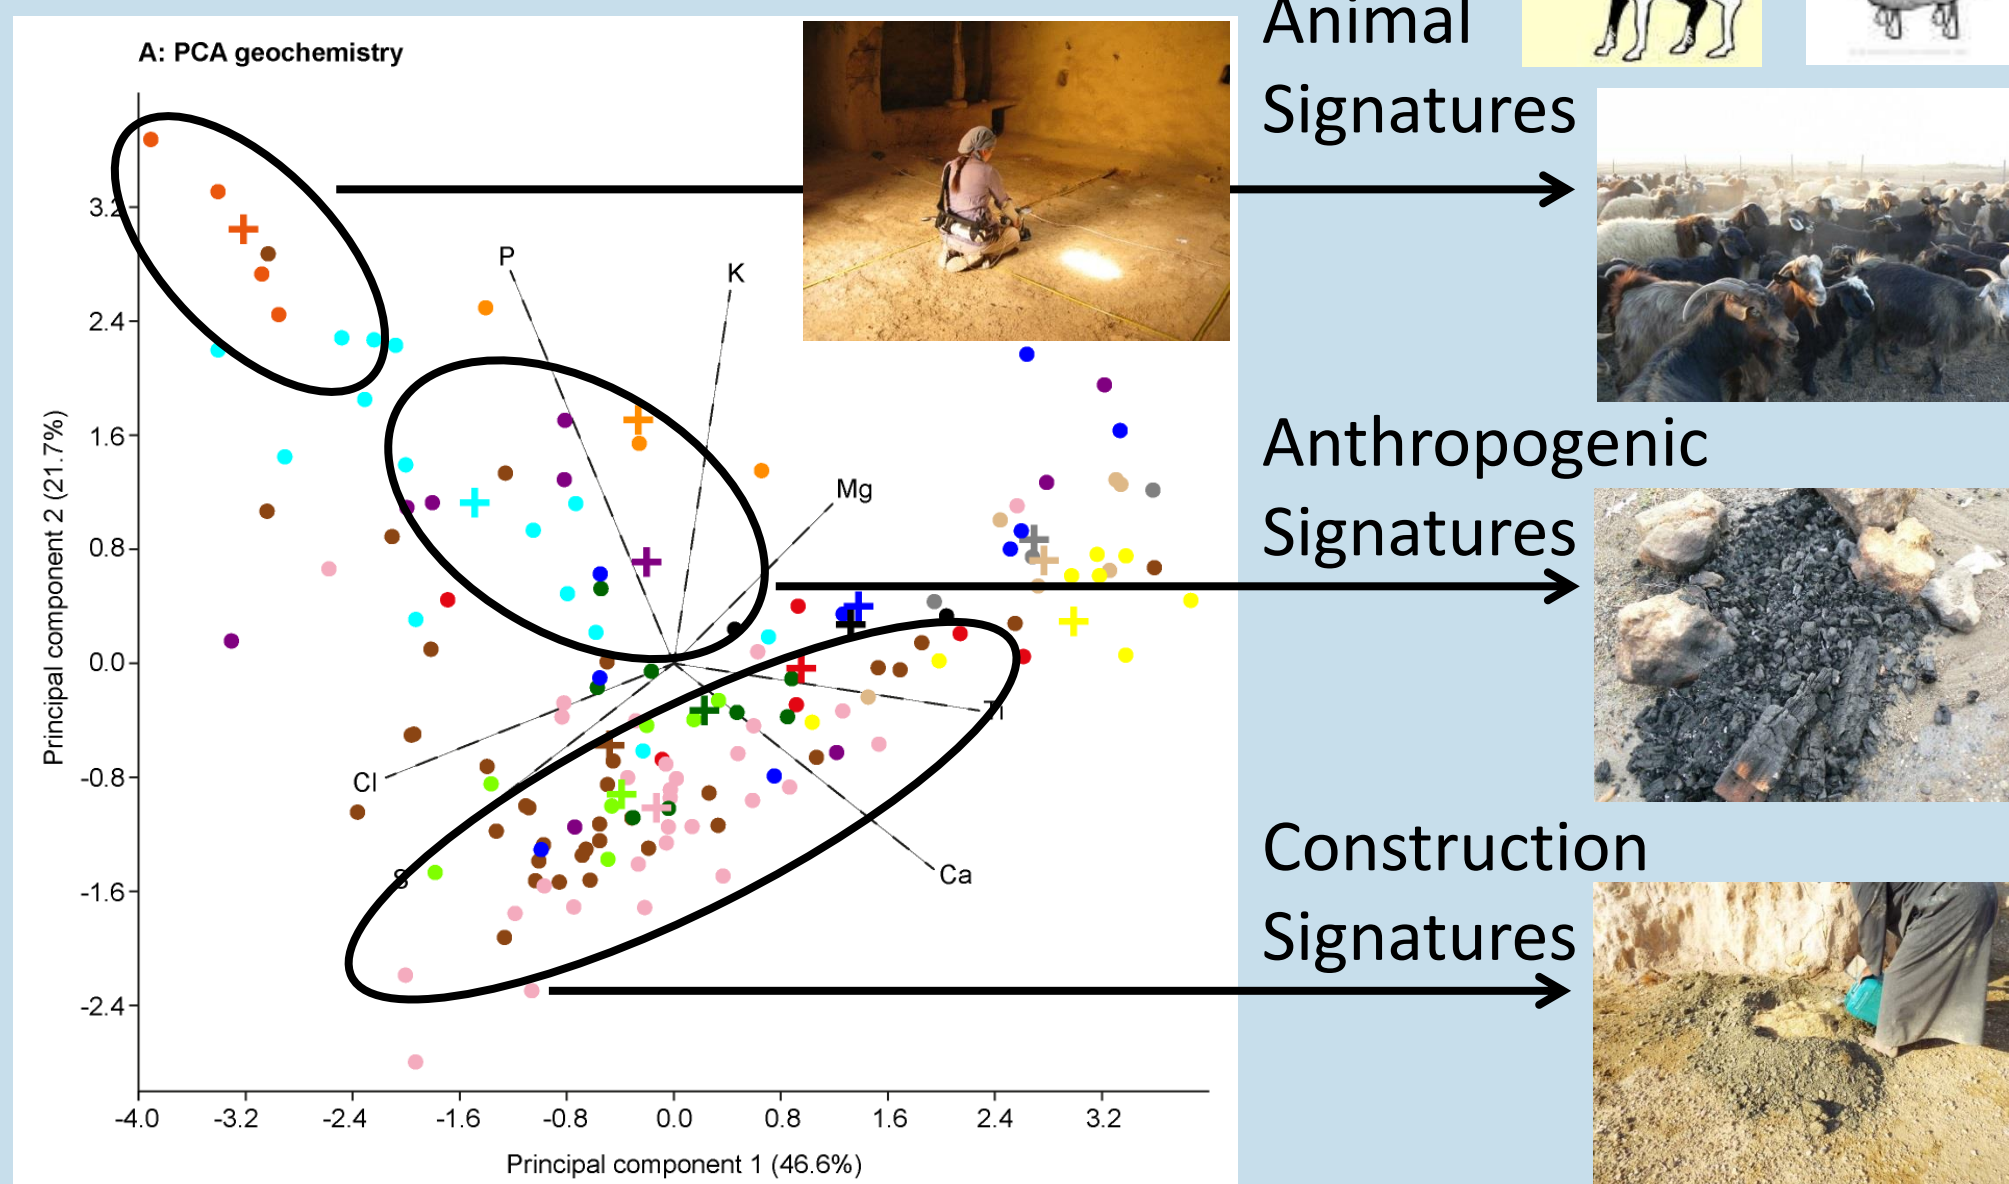 A: PCA geochemistry
Animal
Signatures
Anthropogenic
Signatures
Construction
Signatures
Principal component 2 (21.7%)
3.2
2.4
1.6
0.8
0.0
-0.8
-1.6
-2.4
P
K
Mg
Cl
S
Ti
Ca
-4.0 -3.2 -2.4 -1.6 -0.8 0.0 0.8 1.6 2.4 3.2
Principal component 1 (46.6%)